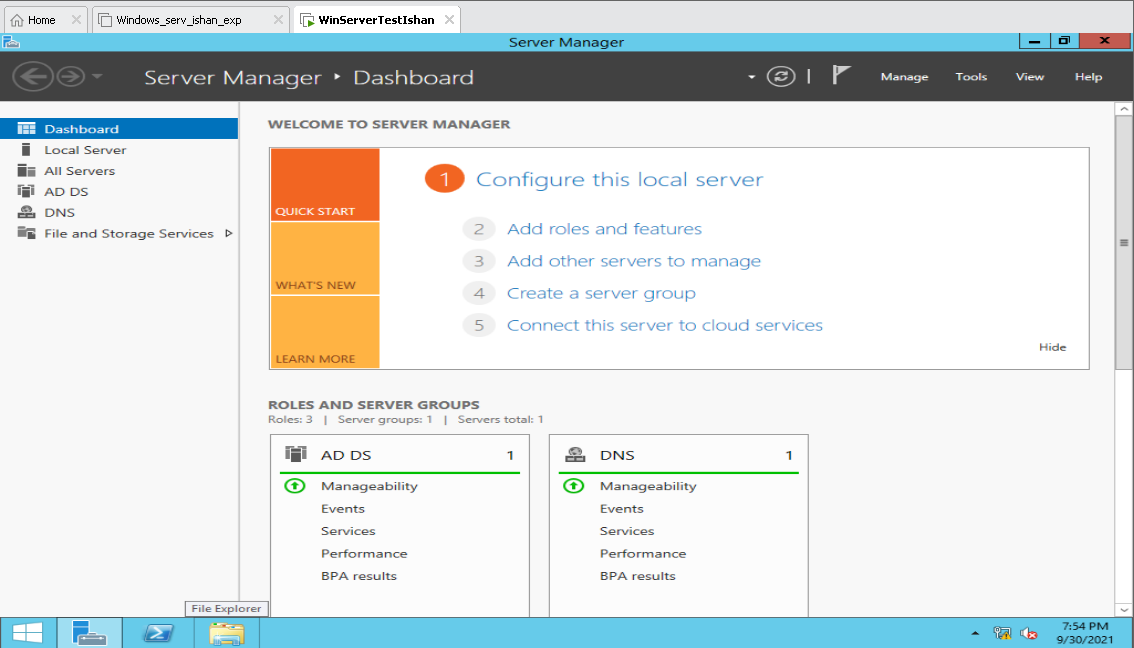 Home
Windows_serv_ishan_exp
WinServerTestIshan
Server Manager
Server Manager ‣ Dashboard
Manage
Tools
View
Help
Dashboard
Local Server
All Servers
AD DS
DNS
File and Storage Services
WELCOME TO SERVER MANAGER
QUICK START
WHAT'S NEW
LEARN MORE
1 Configure this local server
2 Add roles and features
3 Add other servers to manage
4 Create a server group
5 Connect this server to cloud services
Hide
ROLES AND SERVER GROUPS
Roles: 3 | Server groups: 1 | Servers total: 1
AD DS 1
Manageability
Events
Services
Performance
BPA results
DNS 1
Manageability
Events
Services
Performance
BPA results
File Explorer
7:54 PM
9/30/2021